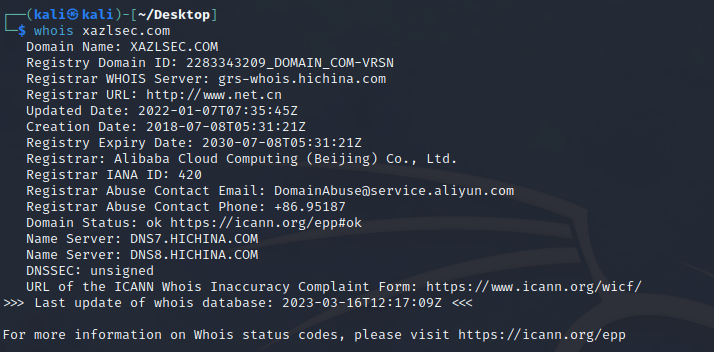 (kali㉿kali)-[~/Desktop]
$ whois xazlsec.com
Domain Name: XAZLSEC.COM
Registry Domain ID: 2283343209_DOMAIN_COM-VRSN
Registrar WHOIS Server: grs-whois.hichina.com
Registrar URL: http://www.net.cn
Updated Date: 2022-01-07T07:35:45Z
Creation Date: 2018-07-08T05:31:21Z
Registry Expiry Date: 2030-07-08T05:31:21Z
Registrar: Alibaba Cloud Computing (Beijing) Co., Ltd.
Registrar IANA ID: 420
Registrar Abuse Contact Email: DomainAbuse@service.aliyun.com
Registrar Abuse Contact Phone: +86.95187
Domain Status: ok https://icann.org/epp#ok
Name Server: DNS7.HICHINA.COM
Name Server: DNS8.HICHINA.COM
DNSSEC: unsigned
URL of the ICANN Whois Inaccuracy Complaint Form: https://www.icann.org/wicf/
>>> Last update of whois database: 2023-03-16T12:17:09Z <<<
For more information on Whois status codes, please visit https://icann.org/epp